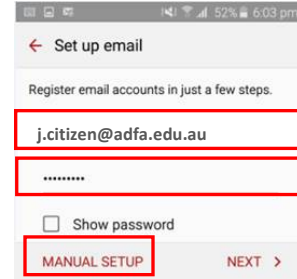 52% 6:03 pm
← Set up email
Register email accounts in just a few steps.
j.citizen@adfa.edu.au
•••••••••
Show password
MANUAL SETUP NEXT >